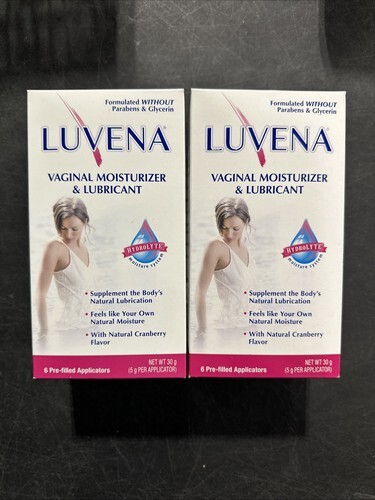 Formulated WITHOUT
Parabens & Glycerin
LUVENA®
VAGINAL MOISTURIZER
& LUBRICANT
HYDROLYTE
moisture system
• Supplement the Body's
Natural Lubrication
• Feels like Your Own
Natural Moisture
• With Natural Cranberry
Flavor
NET WT 30 g
6 Pre-filled Applicators (5 g PER APPLICATOR)
Formulated WITHOUT
Parabens & Glycerin
LUVENA®
VAGINAL MOISTURIZER
& LUBRICANT
HYDROLYTE
moisture system
• Supplement the Body's
Natural Lubrication
• Feels like Your Own
Natural Moisture
• With Natural Cranberry
Flavor
NET WT 30 g
6 Pre-filled Applicators (5 g PER APPLICATOR)